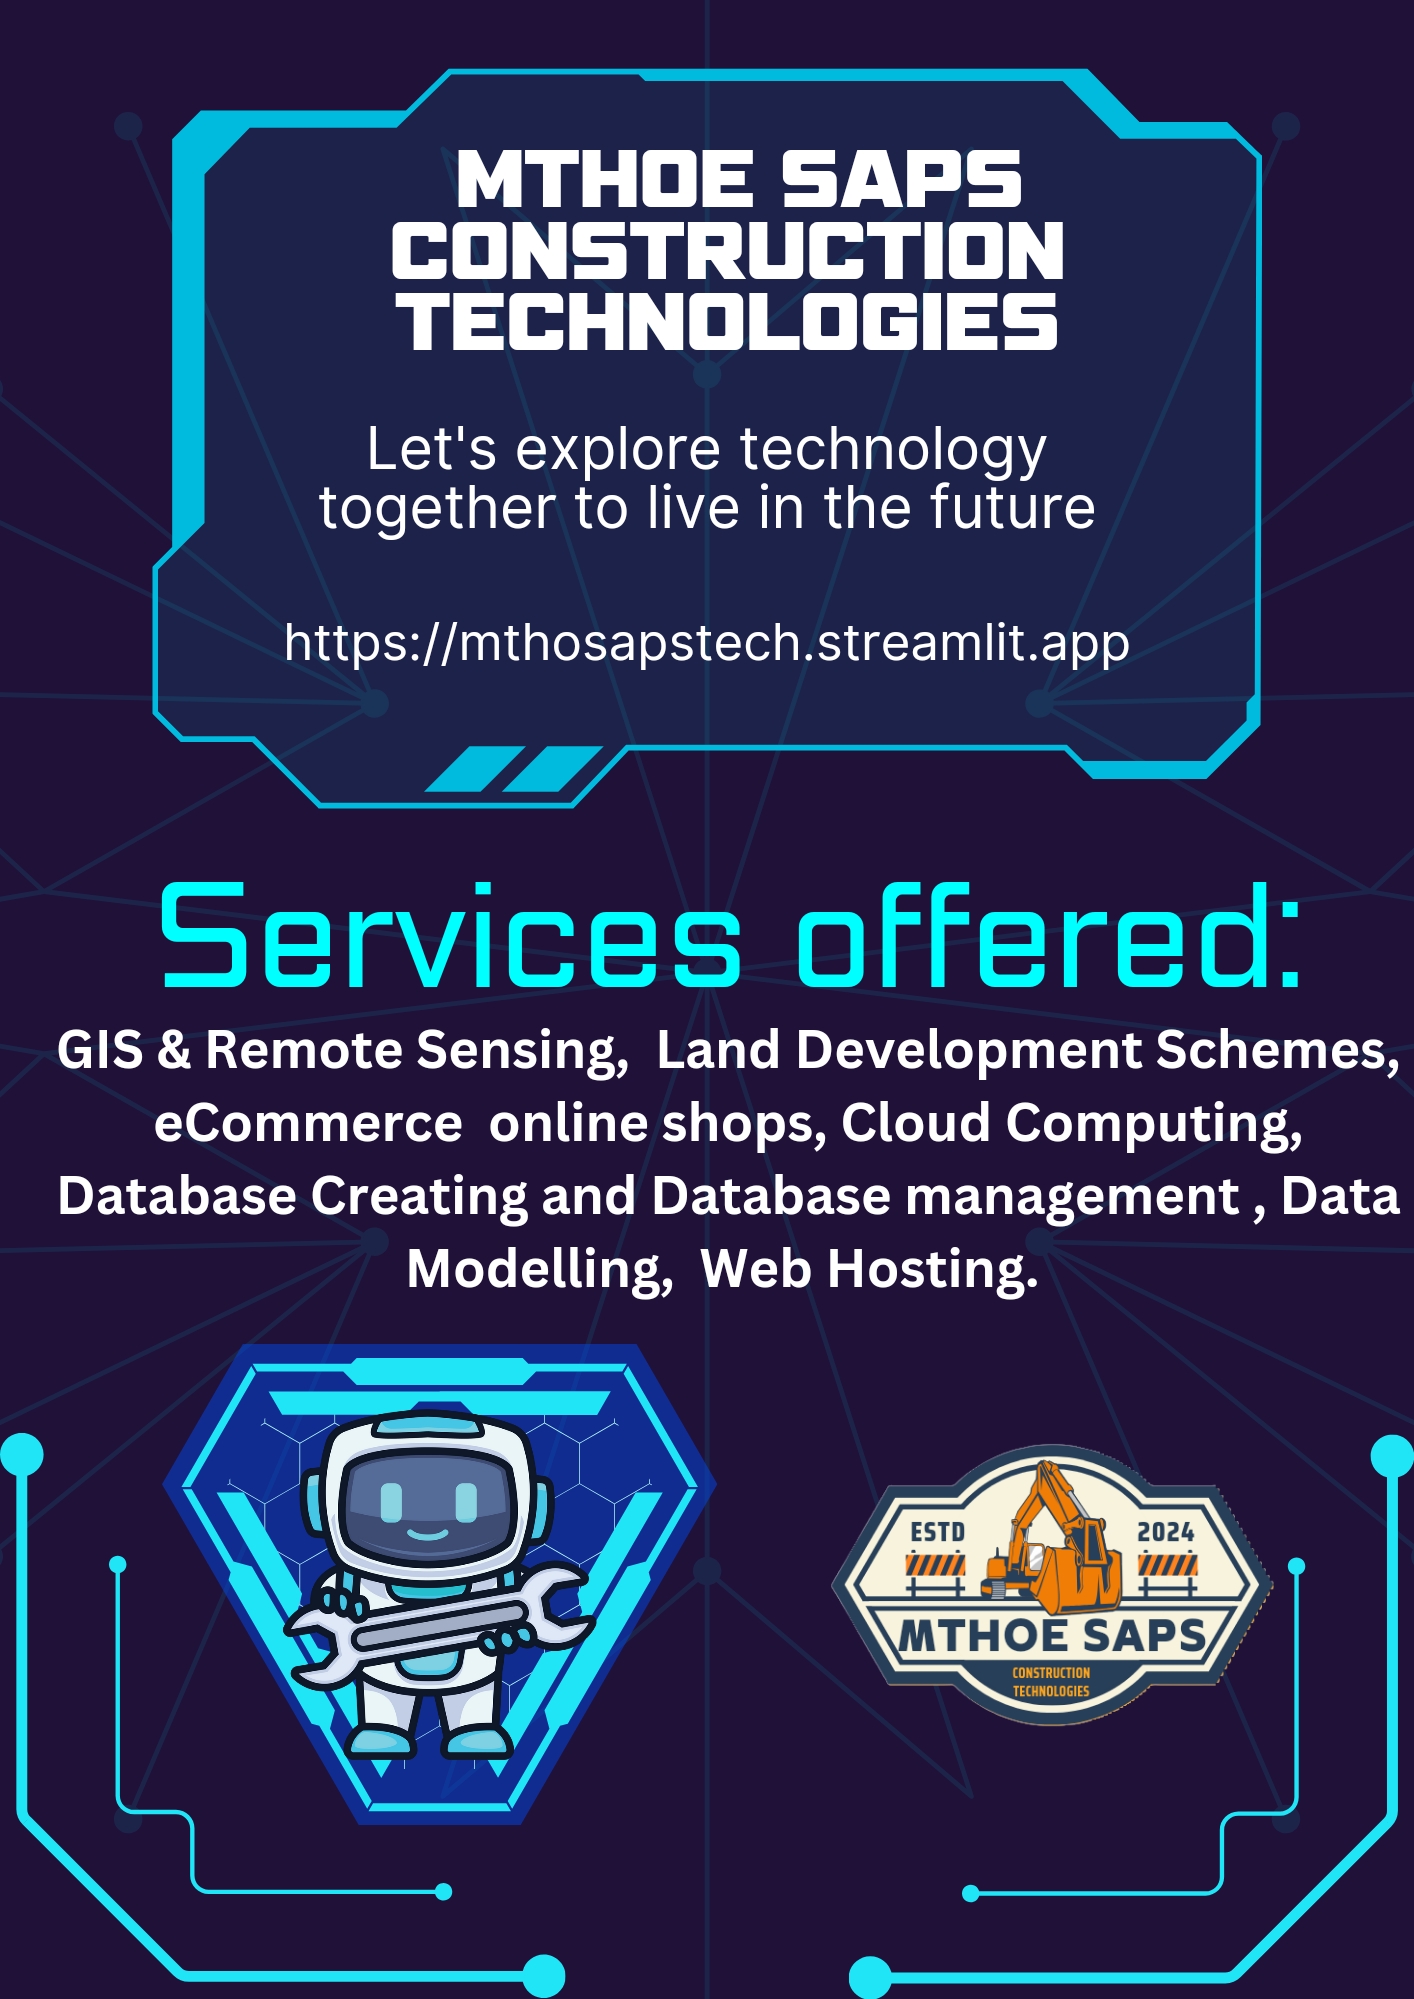 MTHOE SAPS
CONSTRUCTION
TECHNOLOGIES
Let's explore technology
together to live in the future
https://mthosapstech.streamlit.app
Services offered:
GIS & Remote Sensing,  Land Development Schemes,
eCommerce  online shops, Cloud Computing,
Database Creating and Database management , Data
Modelling,  Web Hosting.
ESTD 2024
MTHOE SAPS
CONSTRUCTION
TECHNOLOGIES